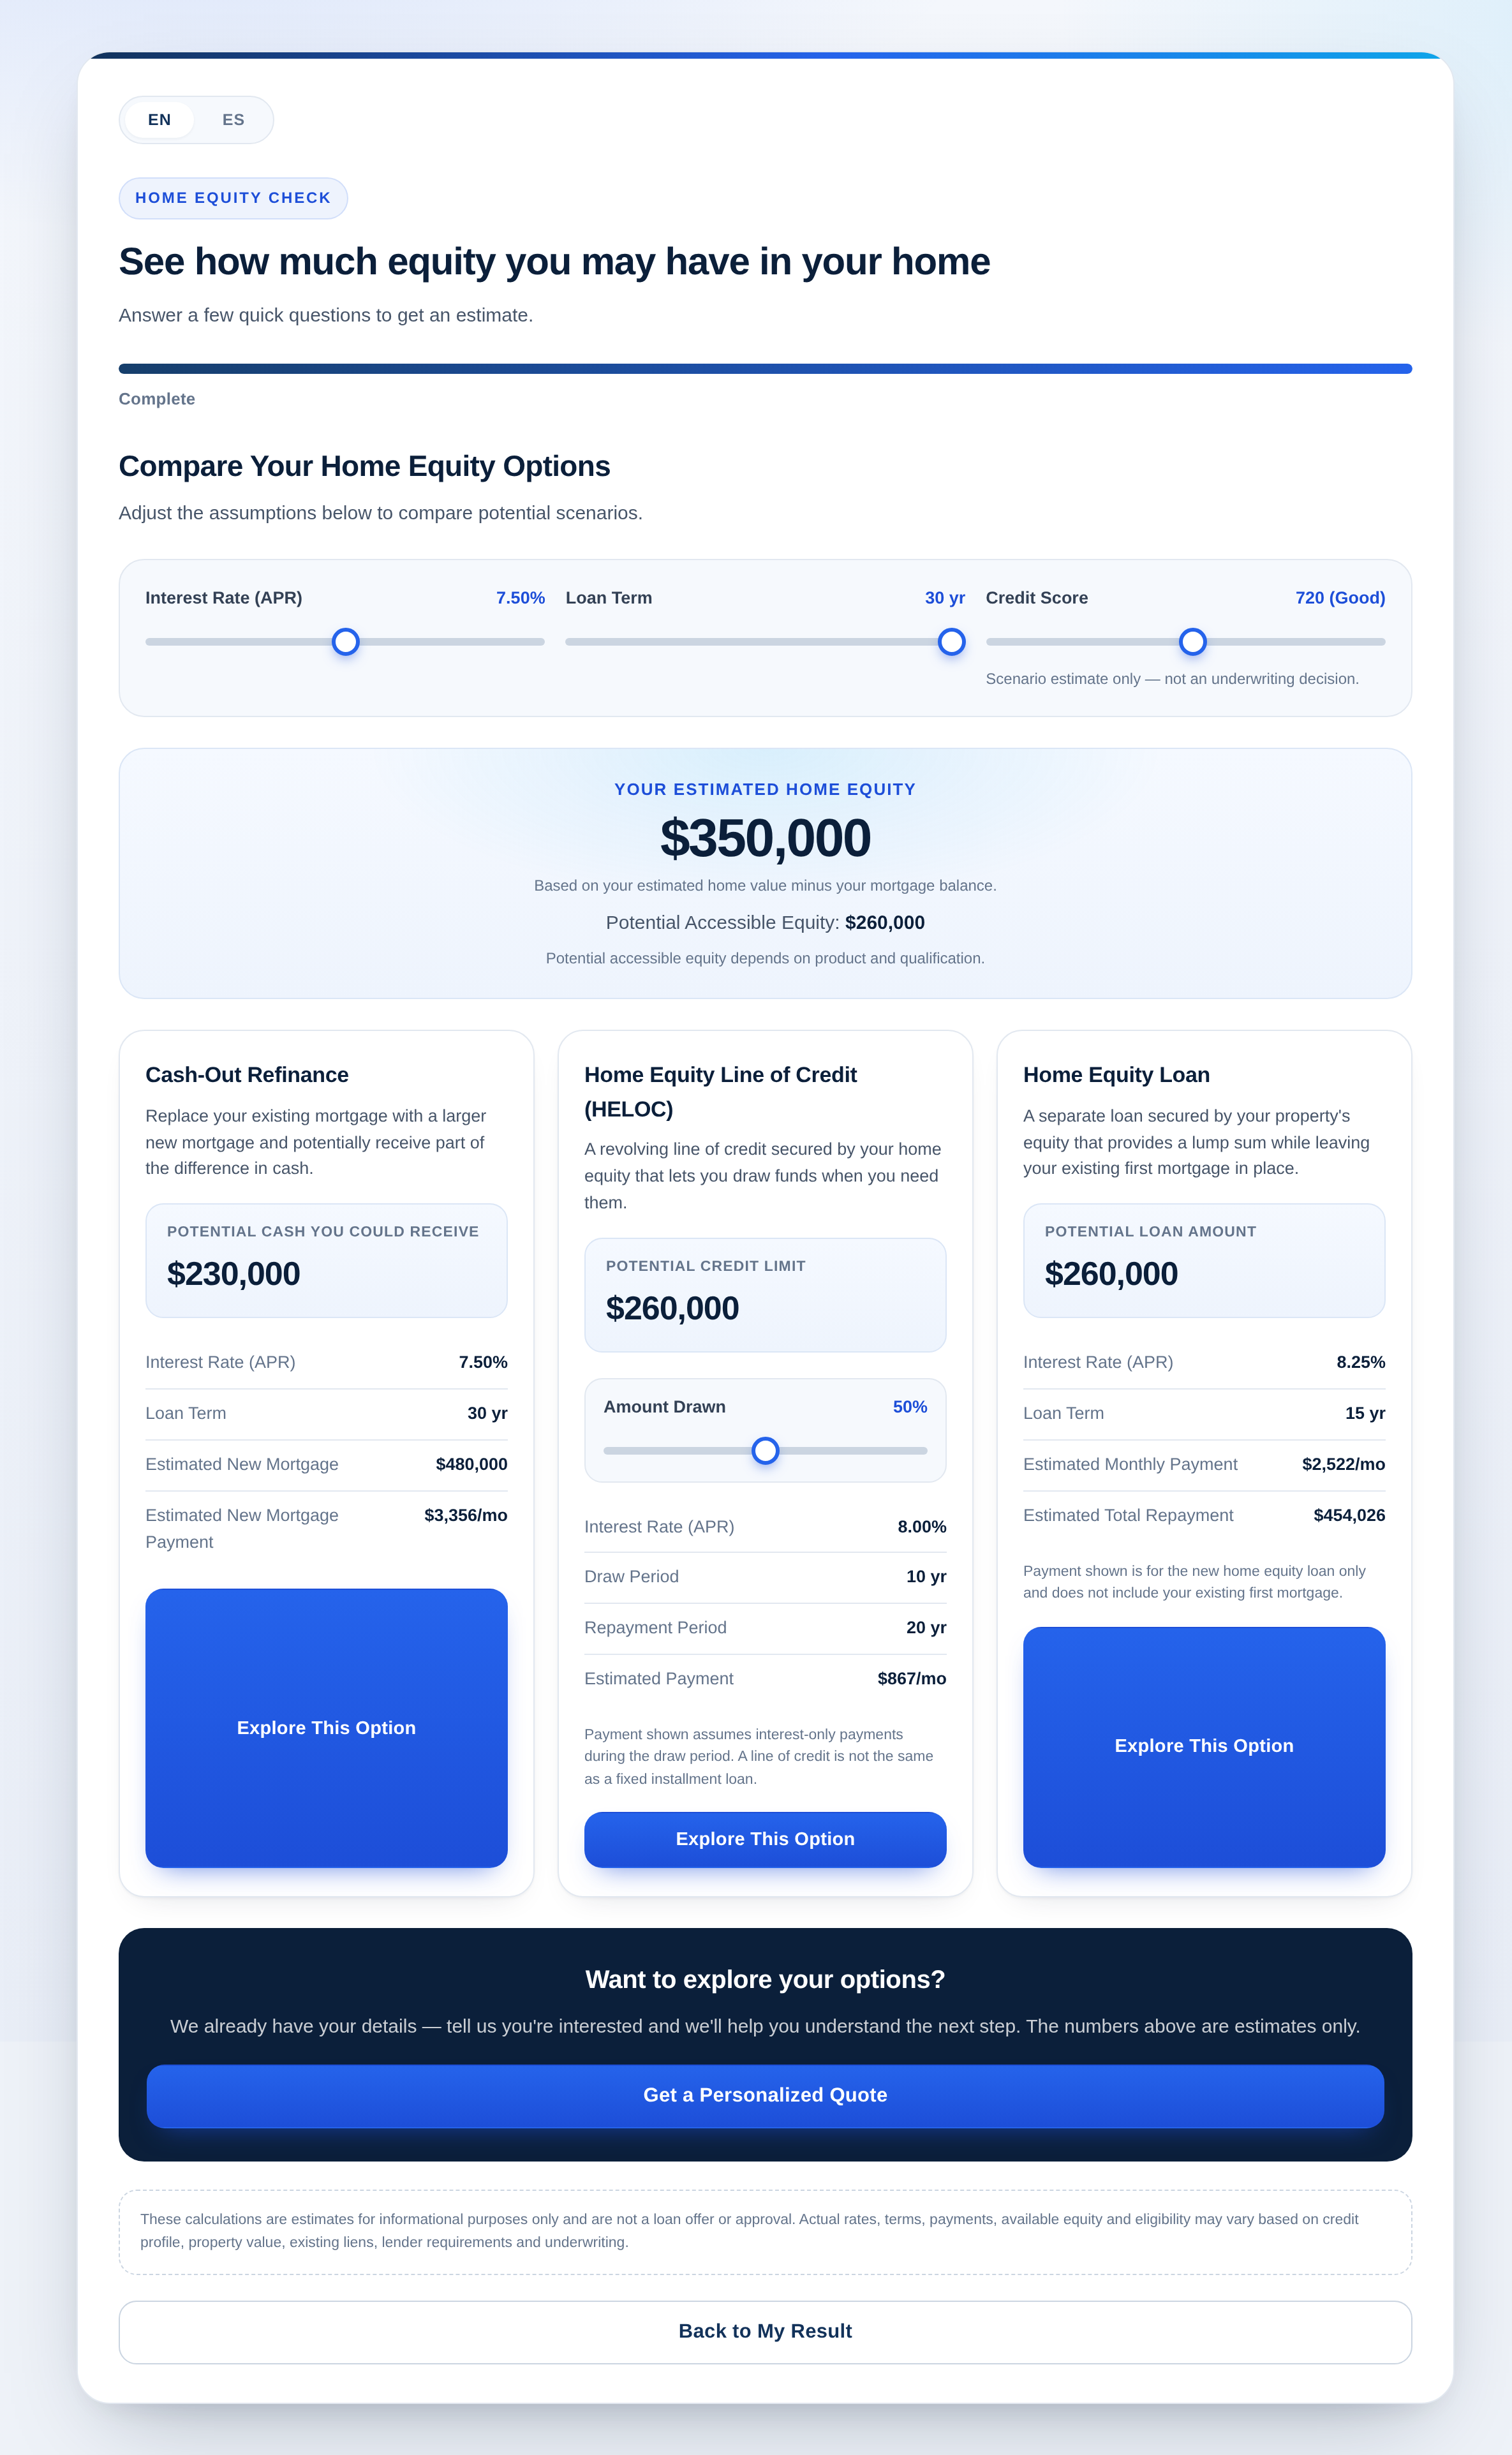 EN ES
HOME EQUITY CHECK
See how much equity you may have in your home
Answer a few quick questions to get an estimate.
Complete
Compare Your Home Equity Options
Adjust the assumptions below to compare potential scenarios.
Interest Rate (APR) 7.50%
Loan Term 30 yr
Credit Score 720 (Good)
Scenario estimate only — not an underwriting decision.
YOUR ESTIMATED HOME EQUITY
$350,000
Based on your estimated home value minus your mortgage balance.
Potential Accessible Equity: $260,000
Potential accessible equity depends on product and qualification.
Cash-Out Refinance
Replace your existing mortgage with a larger
new mortgage and potentially receive part of
the difference in cash.
POTENTIAL CASH YOU COULD RECEIVE
$230,000
Interest Rate (APR) 7.50%
Loan Term 30 yr
Estimated New Mortgage $480,000
Estimated New Mortgage $3,356/mo
Payment
Explore This Option
Home Equity Line of Credit
(HELOC)
A revolving line of credit secured by your home
equity that lets you draw funds when you need
them.
POTENTIAL CREDIT LIMIT
$260,000
Amount Drawn 50%
Interest Rate (APR) 8.00%
Draw Period 10 yr
Repayment Period 20 yr
Estimated Payment $867/mo
Payment shown assumes interest-only payments
during the draw period. A line of credit is not the same
as a fixed installment loan.
Explore This Option
Home Equity Loan
A separate loan secured by your property's
equity that provides a lump sum while leaving
your existing first mortgage in place.
POTENTIAL LOAN AMOUNT
$260,000
Interest Rate (APR) 8.25%
Loan Term 15 yr
Estimated Monthly Payment $2,522/mo
Estimated Total Repayment $454,026
Payment shown is for the new home equity loan only
and does not include your existing first mortgage.
Explore This Option
Want to explore your options?
We already have your details — tell us you're interested and we'll help you understand the next step. The numbers above are estimates only.
Get a Personalized Quote
These calculations are estimates for informational purposes only and are not a loan offer or approval. Actual rates, terms, payments, available equity and eligibility may vary based on credit
profile, property value, existing liens, lender requirements and underwriting.
Back to My Result